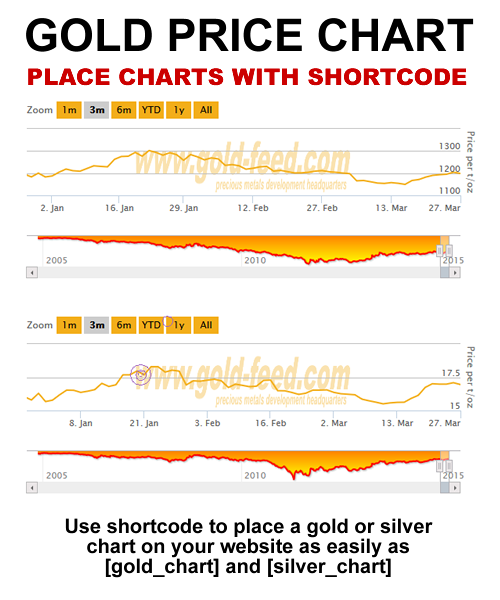 GOLD PRICE CHART
PLACE CHARTS WITH SHORTCODE
Zoom 1m 3m 6m YTD 1y All
www.gold-feed.com
precious metals development headquarters
1300
1200
1100
Price per t/oz
2. Jan 16. Jan 29. Jan 12. Feb 27. Feb 13. Mar 27. Mar
2005 2010 2015
Zoom 1m 3m 6m YTD 1y All
www.gold-feed.com
precious metals development headquarters
17.5
15
Price per t/oz
8. Jan 21. Jan 3. Feb 16. Feb 2. Mar 13. Mar 27. Mar
2005 2010 2015
Use shortcode to place a gold or silver
chart on your website as easily as
[gold_chart] and [silver_chart]